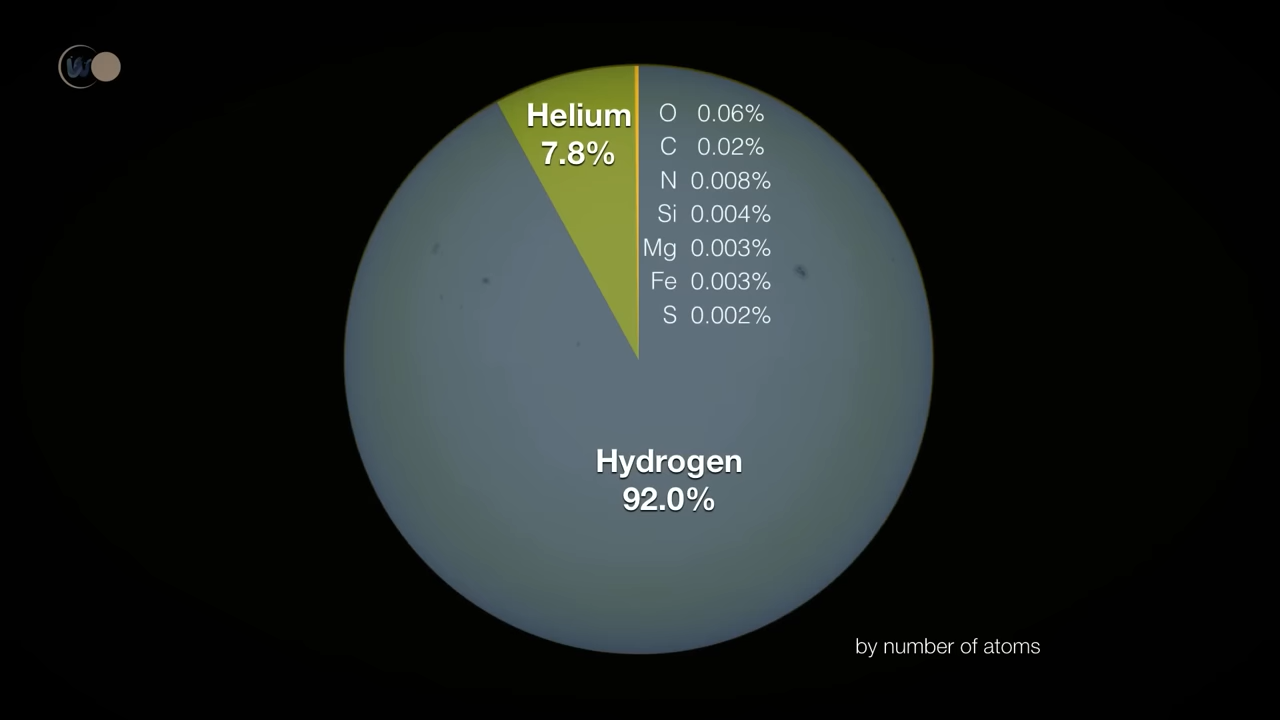 Helium
7.8%
O 0.06%
C 0.02%
N 0.008%
Si 0.004%
Mg 0.003%
Fe 0.003%
S 0.002%
Hydrogen
92.0%
by number of atoms